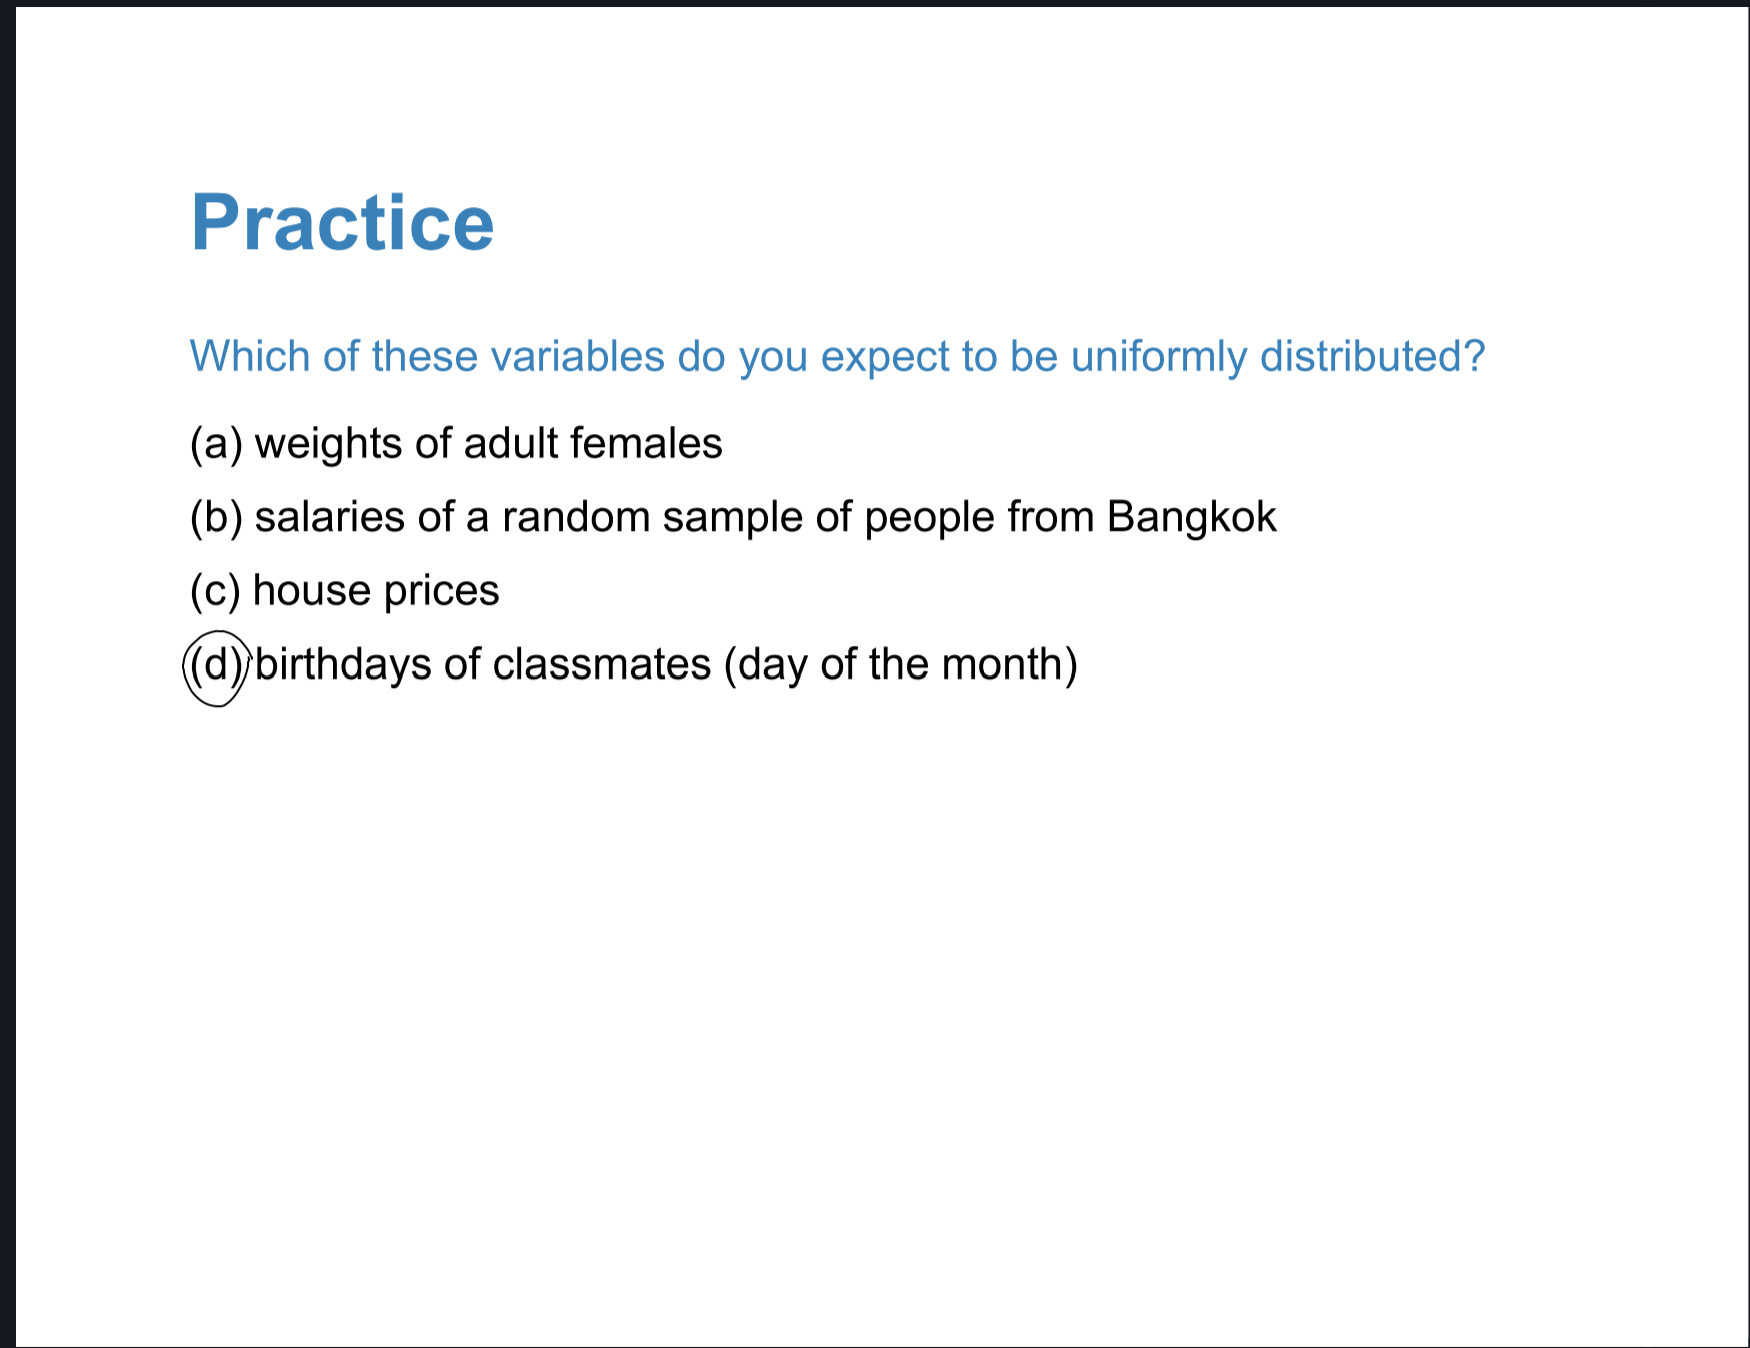 Practice
Which of these variables do you expect to be uniformly distributed?
(a) weights of adult females
(b) salaries of a random sample of people from Bangkok
(c) house prices
(d) birthdays of classmates (day of the month)